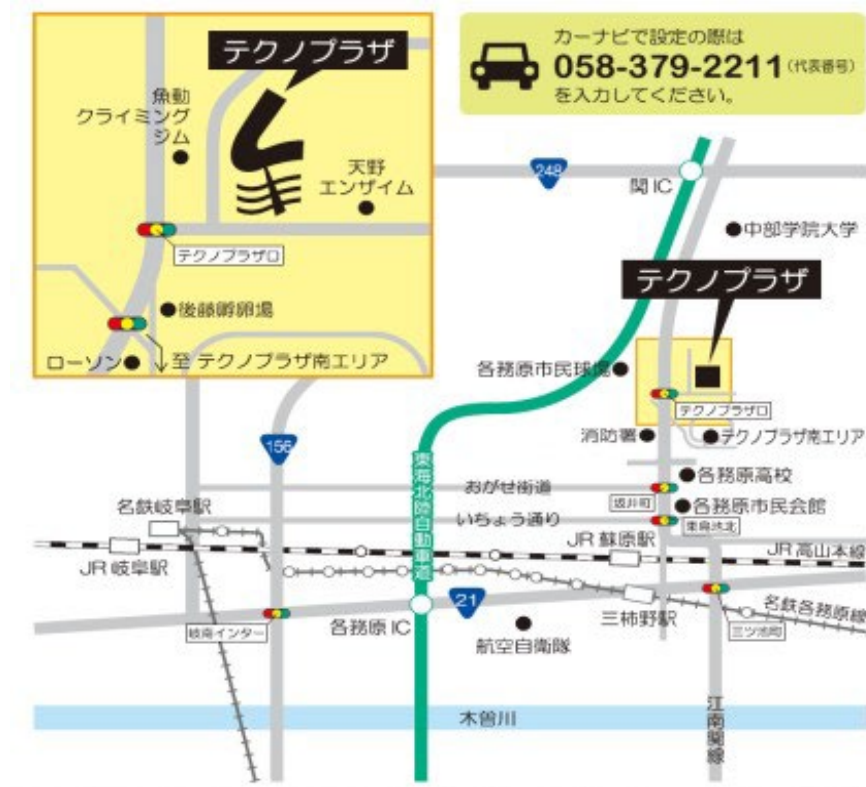 テクノプラザ
魚動
クライミング
ジム
天野
エンザイム
テクノプラザ口
後藤孵卵場
ローソン
至 テクノプラザ南エリア
カーナビで設定の際は
058-379-2211(代表番号)
を入力してください。
248
関IC
中部学院大学
テクノプラザ
各務原市民球場
テクノプラザ口
消防署
テクノプラザ南エリア
156
東海北陸自動車道
おがせ街道
各務原高校
坂井町
名鉄岐阜駅
いちょう通り
各務原市民会館
東島池北
JR 岐阜駅
JR 蘇原駅
JR 高山本線
21
岐南インター
各務原 IC
航空自衛隊
三柿野駅
名鉄各務原線
三ツ池町
木曽川
江南関線